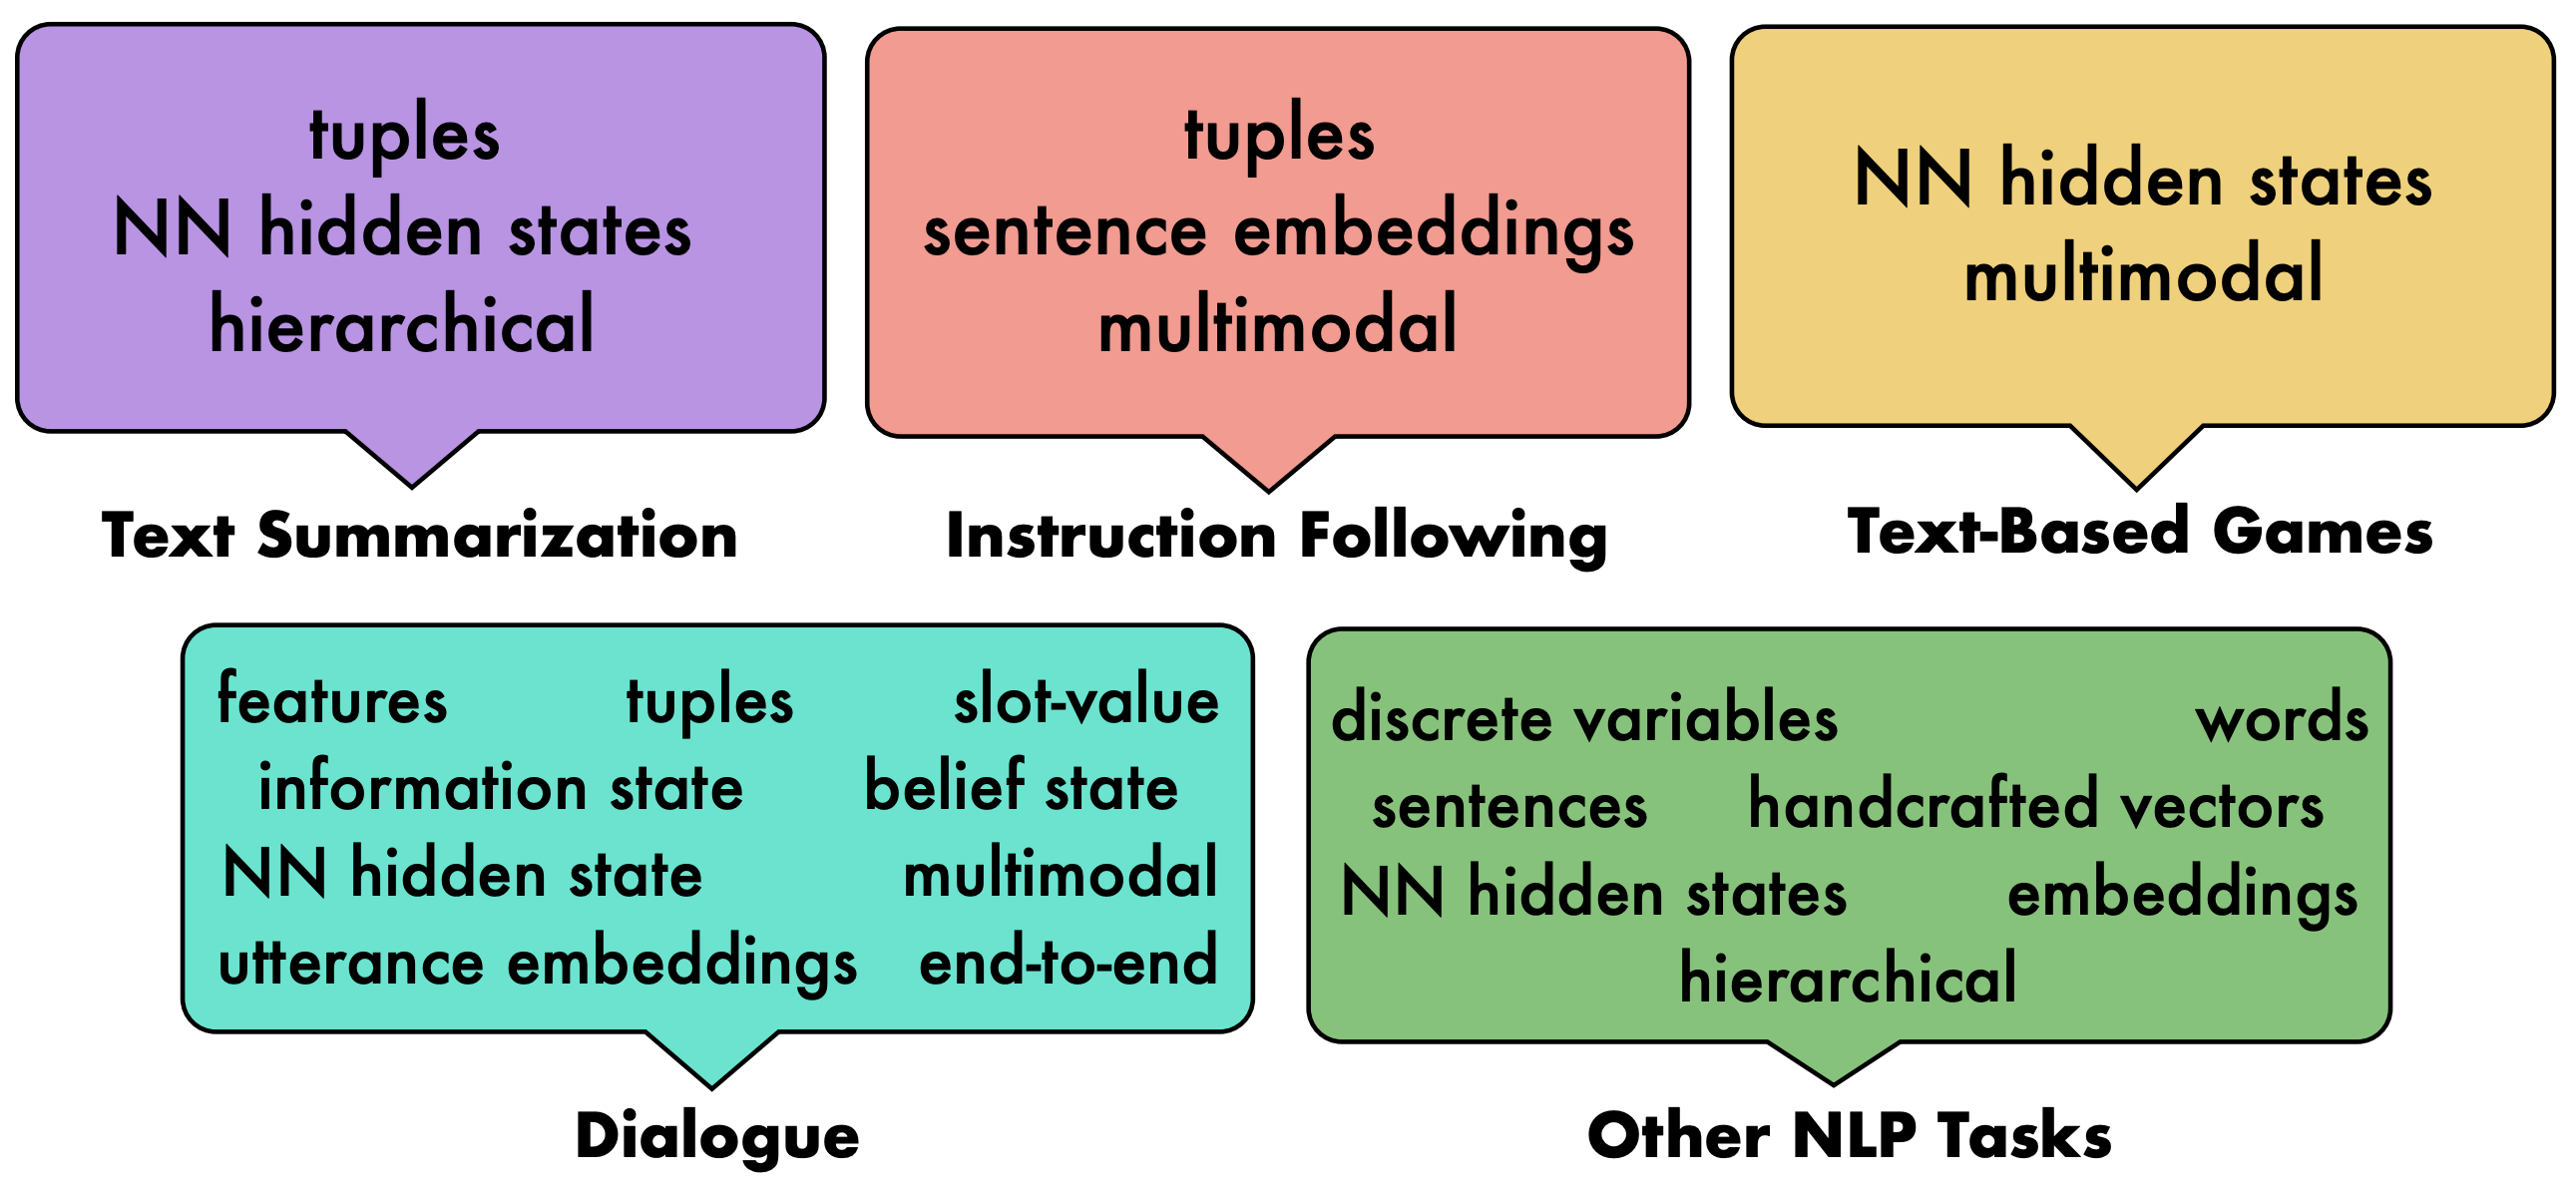 tuples
NN hidden states
hierarchical
Text Summarization
tuples
sentence embeddings
multimodal
Instruction Following
NN hidden states
multimodal
Text-Based Games
features tuples slot-value
information state belief state
NN hidden state multimodal
utterance embeddings end-to-end
Dialogue
discrete variables words
sentences handcrafted vectors
NN hidden states embeddings
hierarchical
Other NLP Tasks